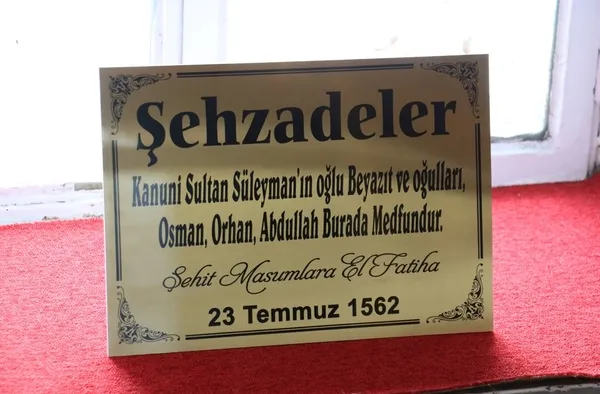 Şehzadeler
Kanuni Sultan Süleyman'ın oğlu Beyazıt ve oğulları,
Osman, Orhan, Abdullah Burada Medfundur.
Şehit Masumlara El Fatiha
23 Temmuz 1562